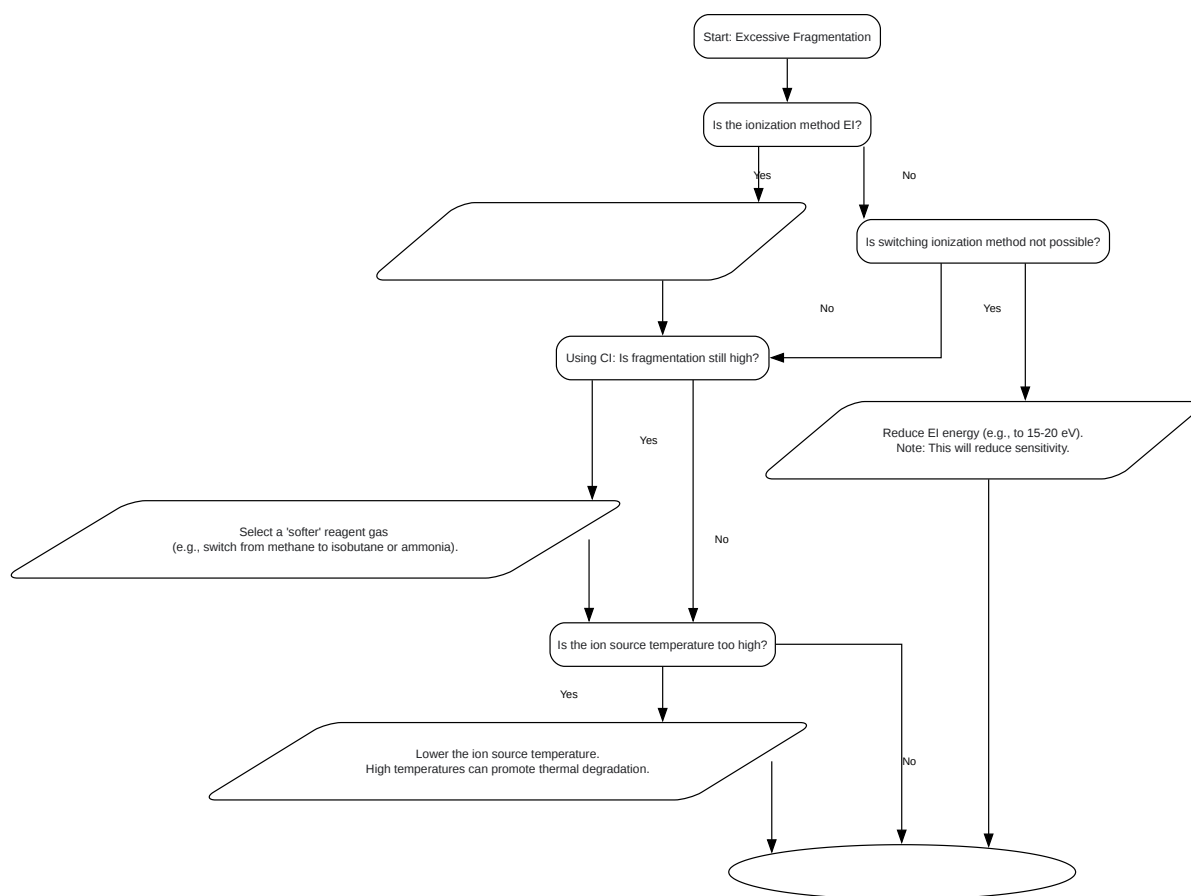 Start: Excessive Fragmentation
Is the ionization method EI?
Yes
No
Is switching ionization method not possible?
No
Yes
Using CI: Is fragmentation still high?
Reduce EI energy (e.g., to 15-20 eV).
Note: This will reduce sensitivity.
Yes
Select a 'softer' reagent gas
(e.g., switch from methane to isobutane or ammonia).
No
Is the ion source temperature too high?
Yes
Lower the ion source temperature.
High temperatures can promote thermal degradation.
No